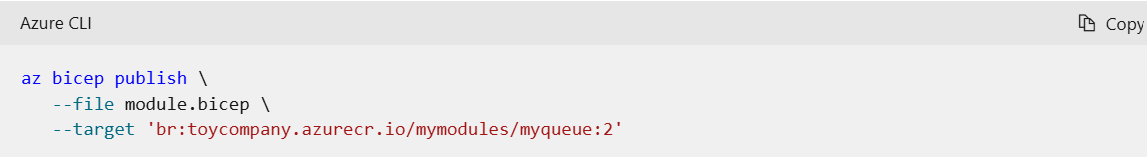 Azure CLI
Copy
az bicep publish \
--file module.bicep \
--target 'br:toycompany.azurecr.io/mymodules/myqueue:2'